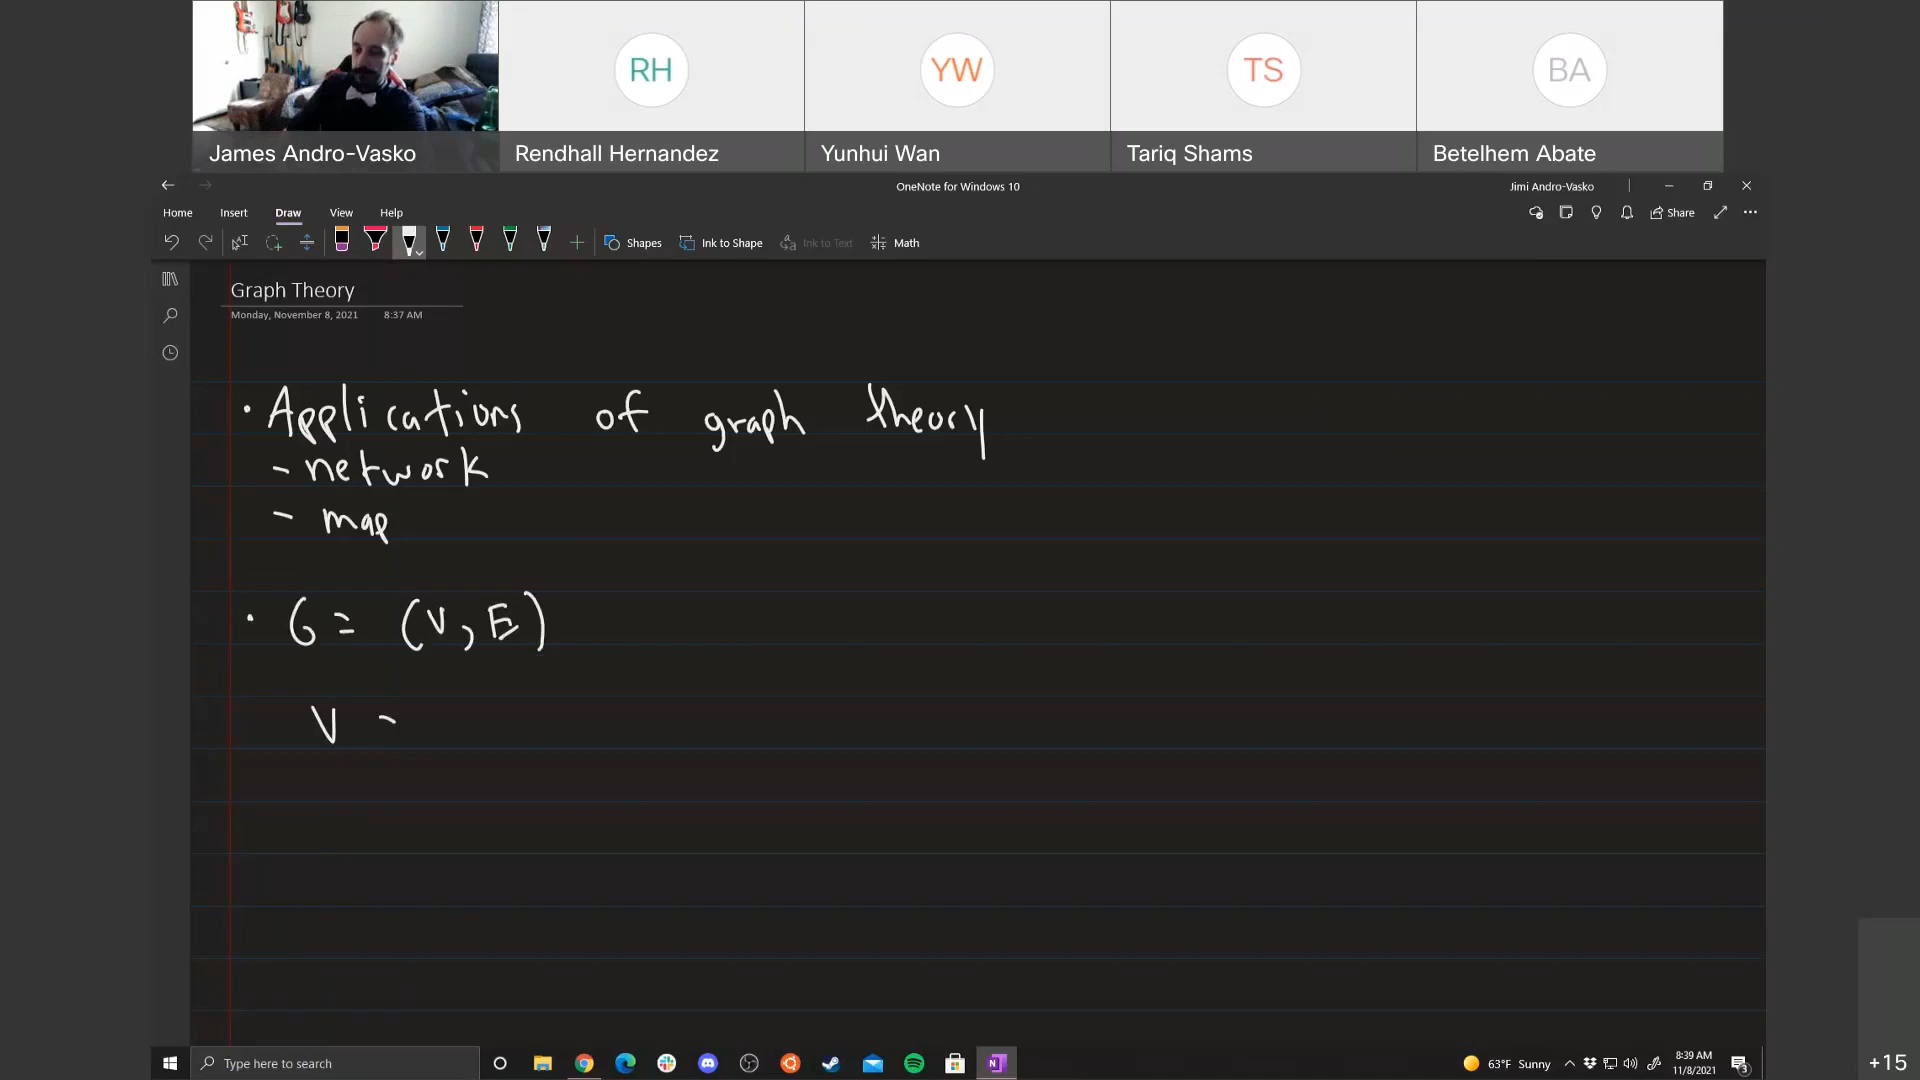 RH YW TS BA
James Andro-Vasko Rendhall Hernandez Yunhui Wan Tariq Shams Betelhem Abate
OneNote for Windows 10 Jimi Andro-Vasko
Home Insert Draw View Help Share
Shapes Ink to Shape Ink to Text Math
Graph Theory
Monday, November 8, 2021 8:37 AM
· Applications of graph theory
- network
- map
· G = (V, E)
V -
Type here to search 63°F Sunny 8:39 AM
11/8/2021 3
+15